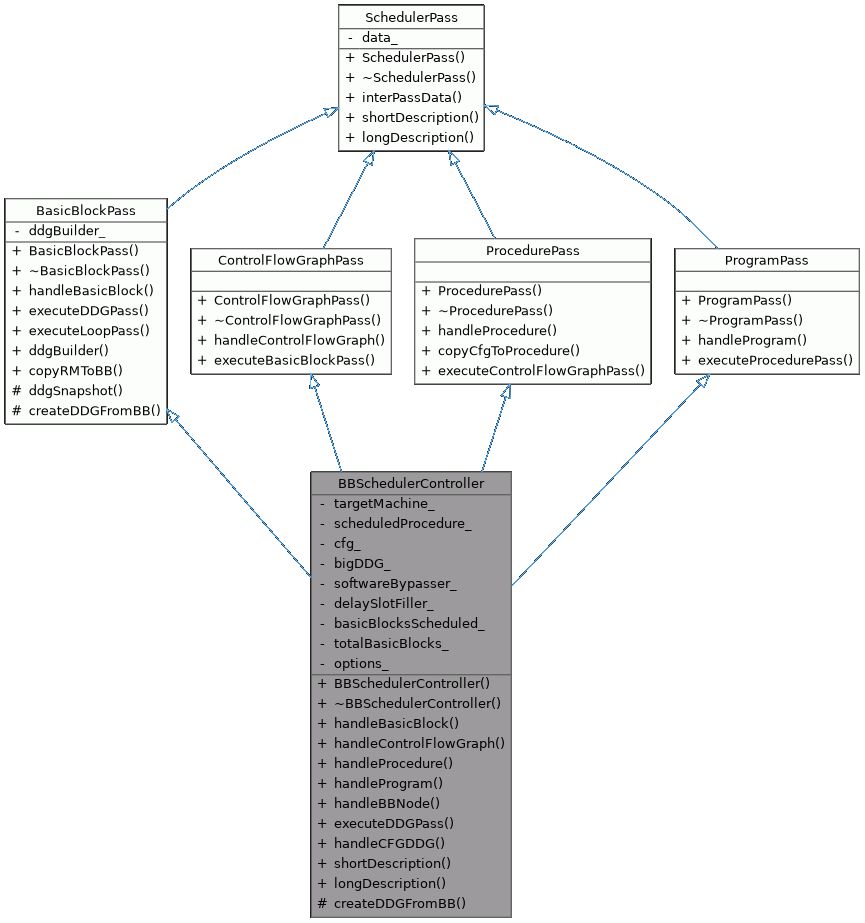 SchedulerPass
- data_
+ SchedulerPass()
+ ~SchedulerPass()
+ interPassData()
+ shortDescription()
+ longDescription()
BasicBlockPass
- ddgBuilder_
+ BasicBlockPass()
+ ~BasicBlockPass()
+ handleBasicBlock()
+ executeDDGPass()
+ executeLoopPass()
+ ddgBuilder()
+ copyRMToBB()
# ddgSnapshot()
# createDDGFromBB()
ControlFlowGraphPass
+ ControlFlowGraphPass()
+ ~ControlFlowGraphPass()
+ handleControlFlowGraph()
+ executeBasicBlockPass()
ProcedurePass
+ ProcedurePass()
+ ~ProcedurePass()
+ handleProcedure()
+ copyCfgToProcedure()
+ executeControlFlowGraphPass()
ProgramPass
+ ProgramPass()
+ ~ProgramPass()
+ handleProgram()
+ executeProcedurePass()
BBSchedulerController
- targetMachine_
- scheduledProcedure_
- cfg_
- bigDDG_
- softwareBypasser_
- delaySlotFiller_
- basicBlocksScheduled_
- totalBasicBlocks_
- options_
+ BBSchedulerController()
+ ~BBSchedulerController()
+ handleBasicBlock()
+ handleControlFlowGraph()
+ handleProcedure()
+ handleProgram()
+ handleBBNode()
+ executeDDGPass()
+ handleCFGDDG()
+ shortDescription()
+ longDescription()
# createDDGFromBB()